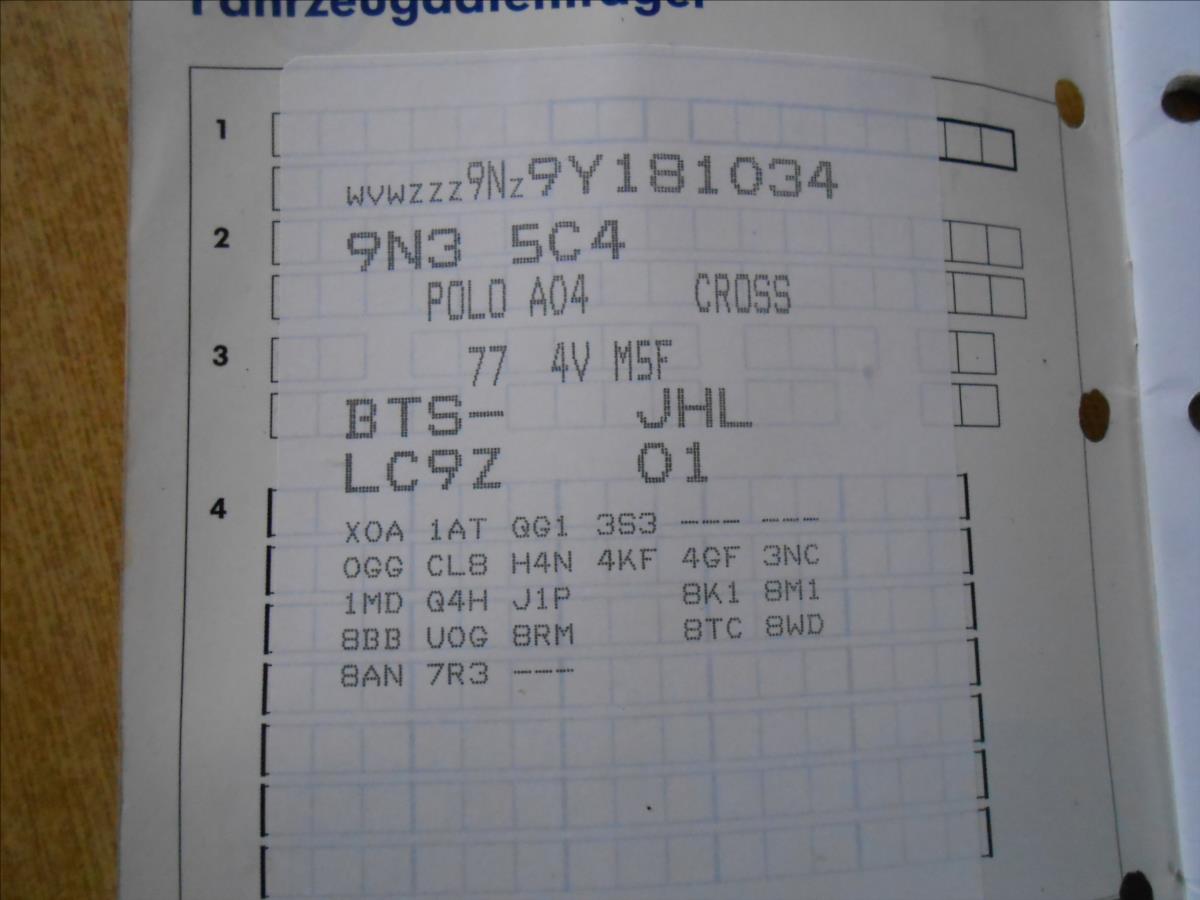 Fahrzeugdatenträger
1
WVWZZZ9NZ9Y181034
2
9N3 5C4
POLO A04 CROSS
3
77 4V M5F
BTS- JHL
LC9Z 01
4
X0A 1AT QG1 3S3 --- ---
0GG CL8 H4N 4KF 4GF 3NC
1MD Q4H J1P 8K1 8M1
8BB U0G 8RM 8TC 8WD
8AN 7R3 ---